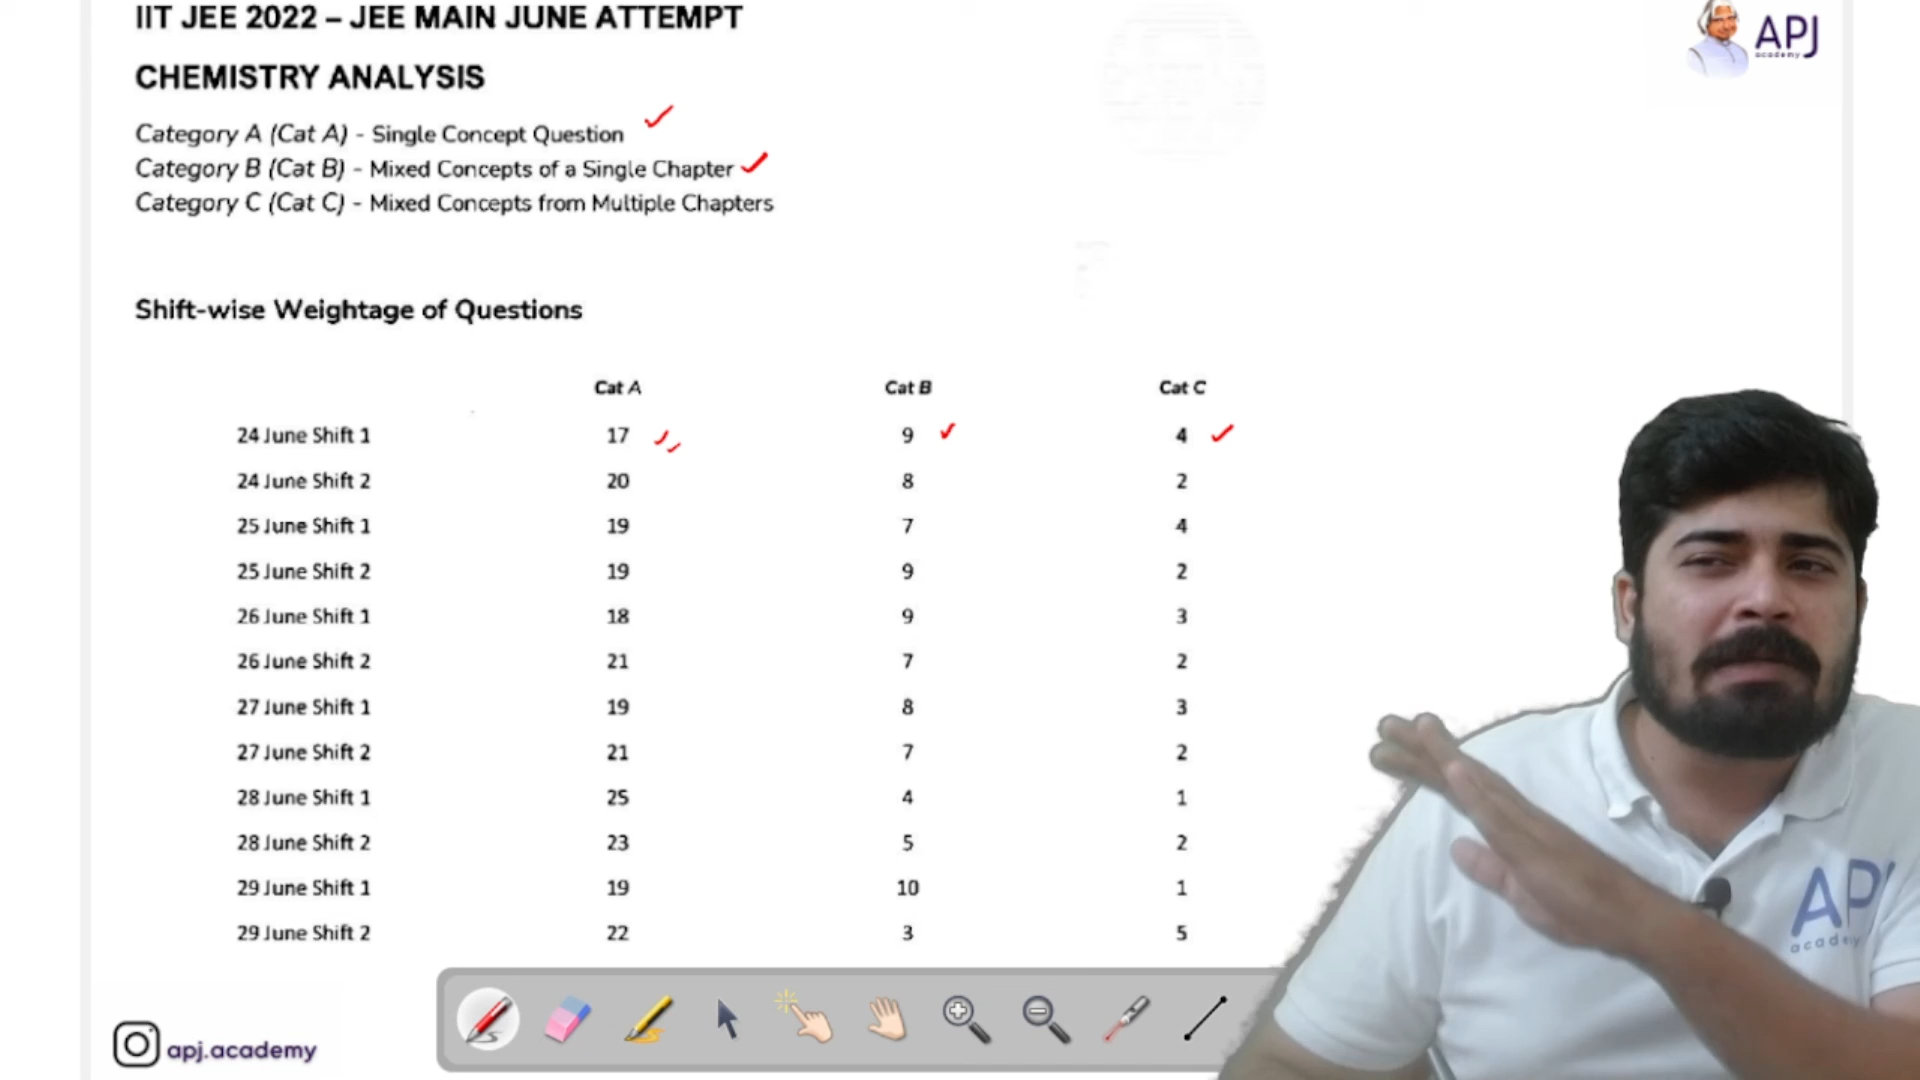 IIT JEE 2022 – JEE MAIN JUNE ATTEMPT
APJ
academy
CHEMISTRY ANALYSIS
Category A (Cat A) - Single Concept Question
Category B (Cat B) - Mixed Concepts of a Single Chapter
Category C (Cat C) - Mixed Concepts from Multiple Chapters
Shift-wise Weightage of Questions
Cat A Cat B Cat C
24 June Shift 1 17 9 4
24 June Shift 2 20 8 2
25 June Shift 1 19 7 4
25 June Shift 2 19 9 2
26 June Shift 1 18 9 3
26 June Shift 2 21 7 2
27 June Shift 1 19 8 3
27 June Shift 2 21 7 2
28 June Shift 1 25 4 1
28 June Shift 2 23 5 2
29 June Shift 1 19 10 1
29 June Shift 2 22 3 5
APJ
academy
apj.academy